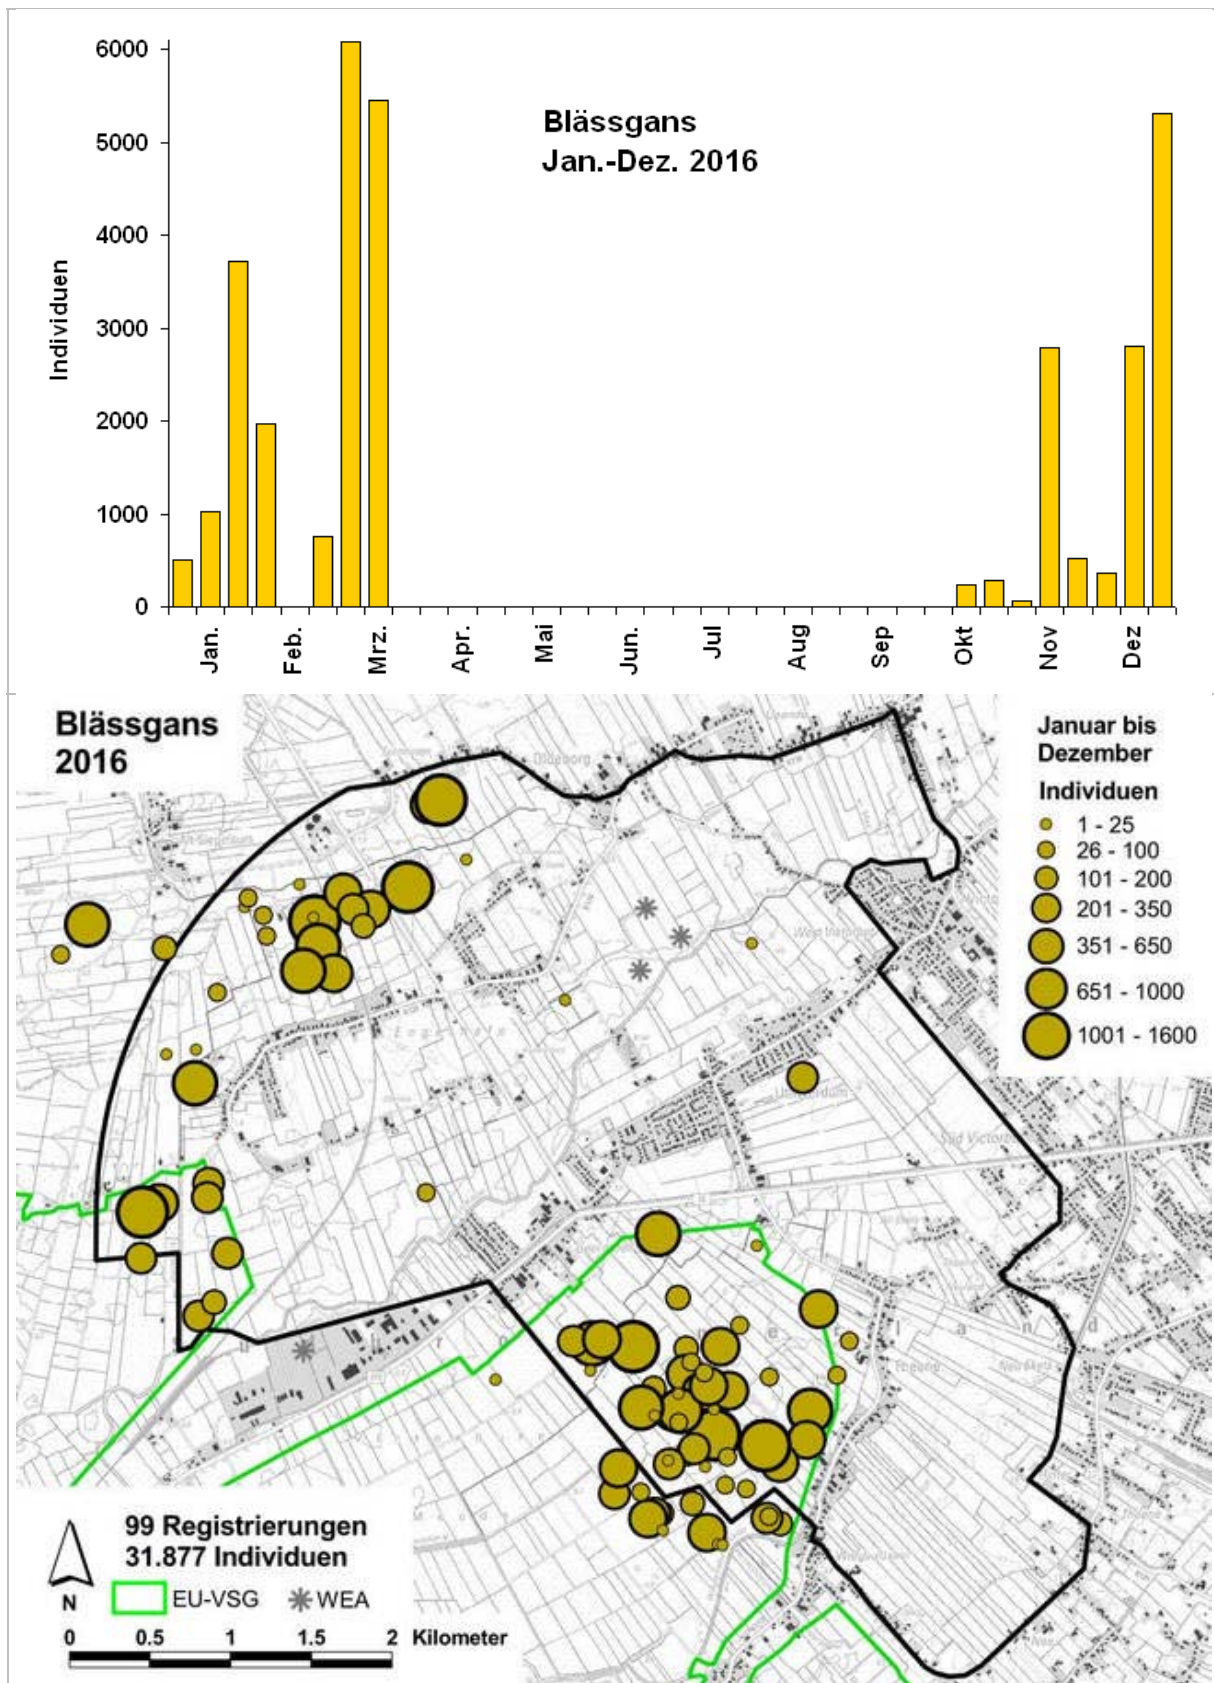 6000
5000
4000
3000
2000
1000
0
Individuen
Blässgans
Jan.-Dez. 2016
Jan.
Feb.
Mrz.
Apr.
Mai
Jun.
Jul
Aug
Sep
Okt
Nov
Dez
Blässgans
2016
Januar bis
Dezember
Individuen
1 - 25
26 - 100
101 - 200
201 - 350
351 - 650
651 - 1000
1001 - 1600
99 Registrierungen
31.877 Individuen
N
EU-VSG
WEA
0 0.5 1 1.5 2 Kilometer